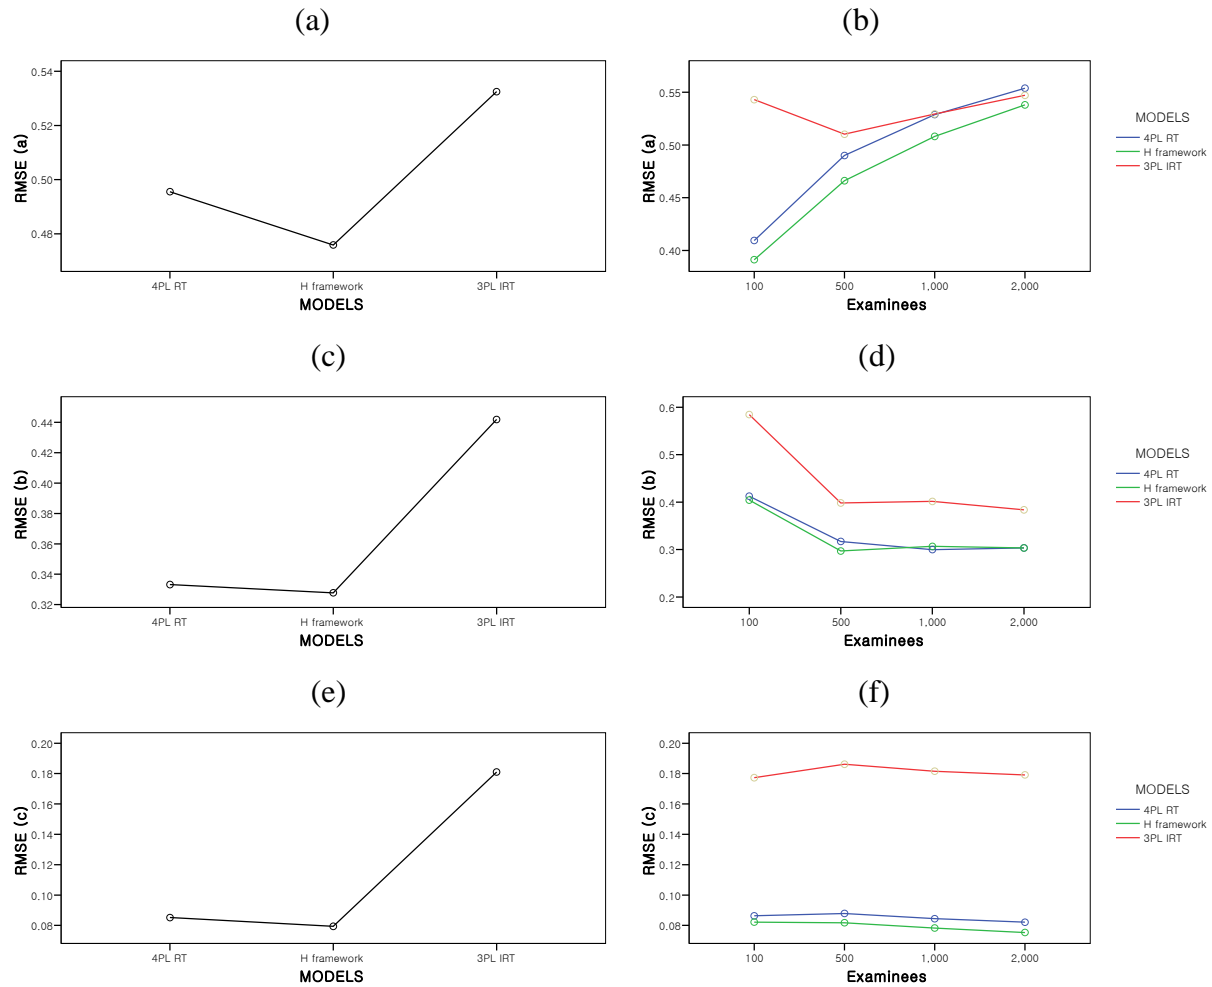 (a)
RMSE (a)
0.54
0.52
0.50
0.48
4PL RT
H framework
3PL IRT
MODELS
(b)
RMSE (a)
0.55
0.50
0.45
0.40
100
500
1,000
2,000
Examinees
MODELS
4PL RT
H framework
3PL IRT
(c)
RMSE (b)
0.44
0.42
0.40
0.38
0.36
0.34
0.32
4PL RT
H framework
3PL IRT
MODELS
(d)
RMSE (b)
0.6
0.5
0.4
0.3
0.2
100
500
1,000
2,000
Examinees
MODELS
4PL RT
H framework
3PL IRT
(e)
RMSE (c)
0.20
0.18
0.16
0.14
0.12
0.10
0.08
4PL RT
H framework
3PL IRT
MODELS
(f)
RMSE (c)
0.20
0.18
0.16
0.14
0.12
0.10
0.08
100
500
1,000
2,000
Examinees
MODELS
4PL RT
H framework
3PL IRT